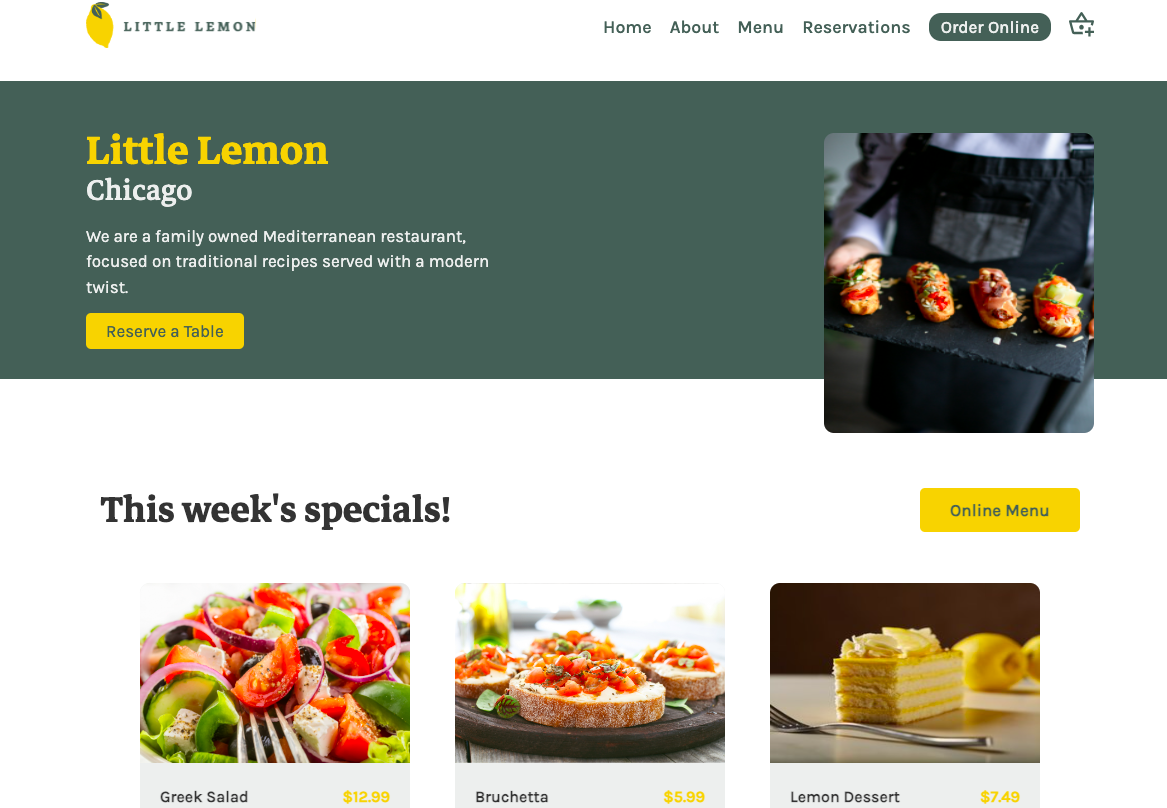 LITTLE LEMON
Home About Menu Reservations Order Online
Little Lemon
Chicago
We are a family owned Mediterranean restaurant,
focused on traditional recipes served with a modern
twist.
Reserve a Table
This week's specials!
Online Menu
Greek Salad $12.99
Bruchetta $5.99
Lemon Dessert $7.49